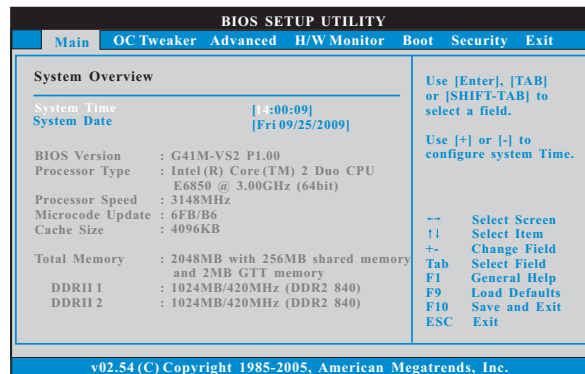 BIOS SETUP UTILITY
Main OC Tweaker Advanced H/W Monitor Boot Security Exit
System Overview
System Time [14:00:09]
System Date [Fri 09/25/2009]
BIOS Version : G41M-VS2 P1.00
Processor Type : Intel (R) Core (TM) 2 Duo CPU
E6850 @ 3.00GHz (64bit)
Processor Speed : 3148MHz
Microcode Update : 6FB/B6
Cache Size : 4096KB
Total Memory : 2048MB with 256MB shared memory
and 2MB GTT memory
DDRII 1 : 1024MB/420MHz (DDR2 840)
DDRII 2 : 1024MB/420MHz (DDR2 840)
Use [Enter], [TAB]
or [SHIFT-TAB] to
select a field.
Use [+] or [-] to
configure system Time.
←→ Select Screen
↑↓ Select Item
+- Change Field
Tab Select Field
F1 General Help
F9 Load Defaults
F10 Save and Exit
ESC Exit
v02.54 (C) Copyright 1985-2005, American Megatrends, Inc.